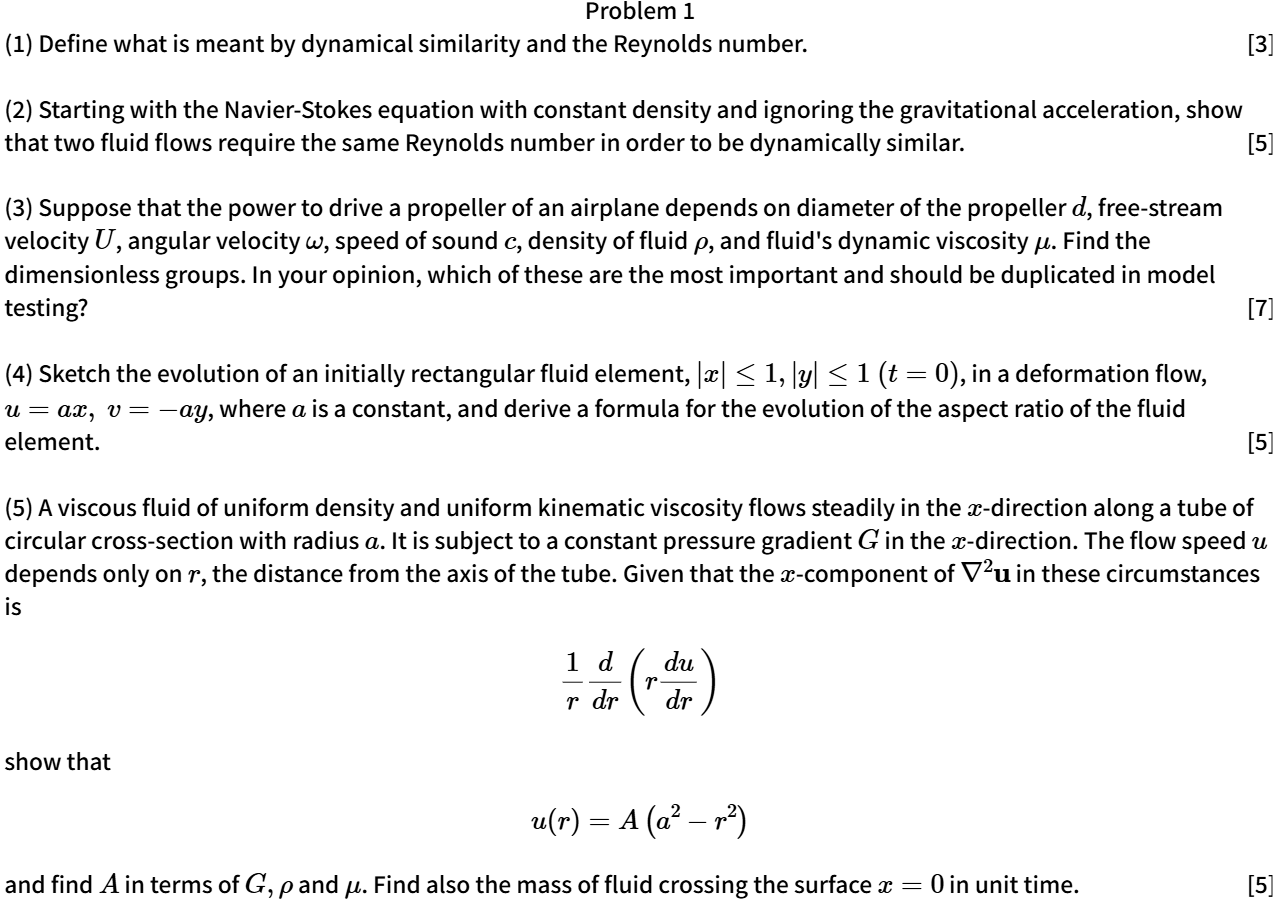 Problem 1
(1) Define what is meant by dynamical similarity and the Reynolds number. [3]
(2) Starting with the Navier-Stokes equation with constant density and ignoring the gravitational acceleration, show
that two fluid flows require the same Reynolds number in order to be dynamically similar. [5]
(3) Suppose that the power to drive a propeller of an airplane depends on diameter of the propeller $d$, free-stream
velocity $U$, angular velocity $\omega$, speed of sound $c$, density of fluid $\rho$, and fluid's dynamic viscosity $\mu$. Find the
dimensionless groups. In your opinion, which of these are the most important and should be duplicated in model
testing? [7]
(4) Sketch the evolution of an initially rectangular fluid element, $|x| \leq 1, |y| \leq 1 \ (t = 0)$, in a deformation flow,
$u = ax, \ v = -ay$, where $a$ is a constant, and derive a formula for the evolution of the aspect ratio of the fluid
element. [5]
(5) A viscous fluid of uniform density and uniform kinematic viscosity flows steadily in the $x$-direction along a tube of
circular cross-section with radius $a$. It is subject to a constant pressure gradient $G$ in the $x$-direction. The flow speed $u$
depends only on $r$, the distance from the axis of the tube. Given that the $x$-component of $\nabla^2 \mathbf{u}$ in these circumstances
is
$\frac{1}{r} \frac{d}{dr} \left( r \frac{du}{dr} \right)$
show that
$u(r) = A \left( a^2 - r^2 \right)$
and find $A$ in terms of $G, \rho$ and $\mu$. Find also the mass of fluid crossing the surface $x = 0$ in unit time. [5]